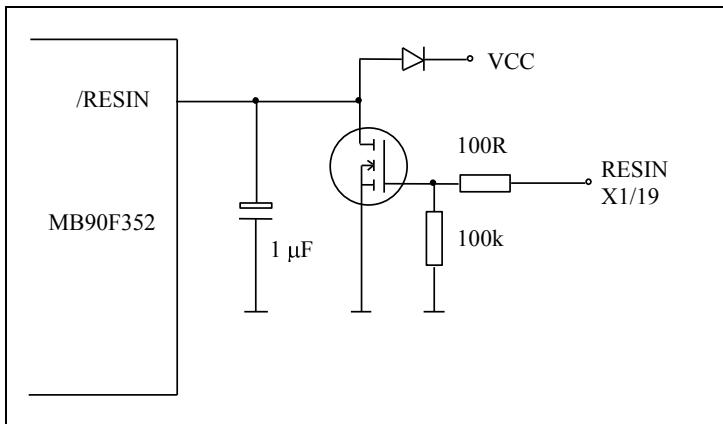 VCC
/RESIN
100R
RESIN
X1/19
MB90F352
1 µF
100k